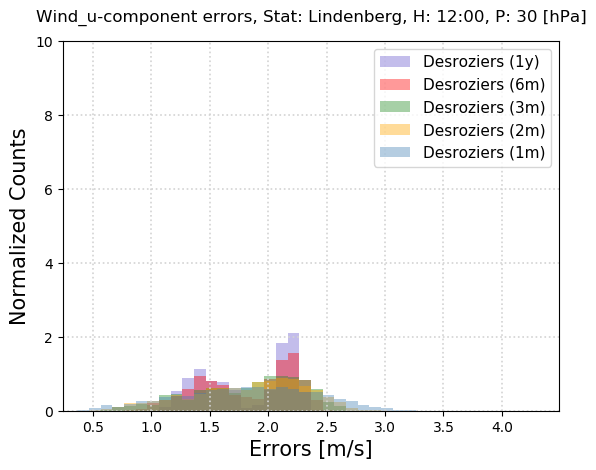 Wind_u-component errors, Stat: Lindenberg, H: 12:00, P: 30 [hPa]
10
8
6
4
2
0
Normalized Counts
Desroziers (1y)
Desroziers (6m)
Desroziers (3m)
Desroziers (2m)
Desroziers (1m)
0.5 1.0 1.5 2.0 2.5 3.0 3.5 4.0
Errors [m/s]